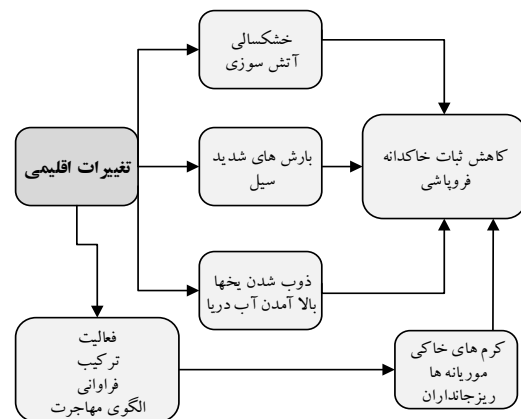 خشکسالی
آتش سوزی
تغییرات اقلیمی
بارش های شدید
سیل
کاهش ثبات خاکدانه
فروپاشی
ذوب شدن یخها
بالا آمدن آب دریا
فعالیت
ترکیب
فراوانی
الگوی مهاجرت
کرم های خاکی
موریانه ها
ریزجانداران